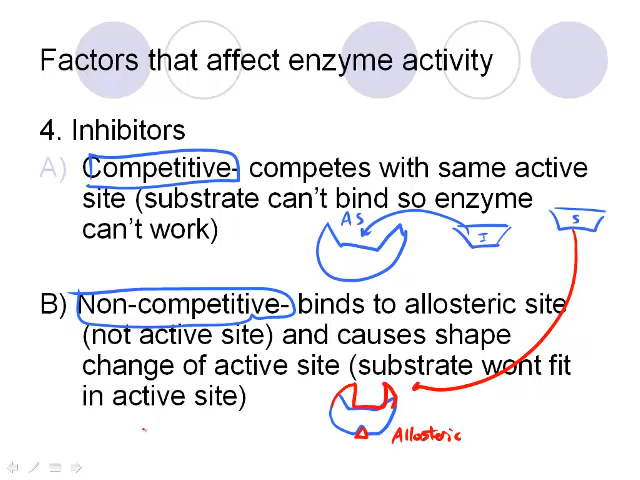 Factors that affect enzyme activity
4. Inhibitors
A) Competitive- competes with same active
site (substrate can't bind so enzyme
can't work)
AS
I
S
B) Non-competitive- binds to allosteric site
(not active site) and causes shape
change of active site (substrate wont fit
in active site)
Allosteric